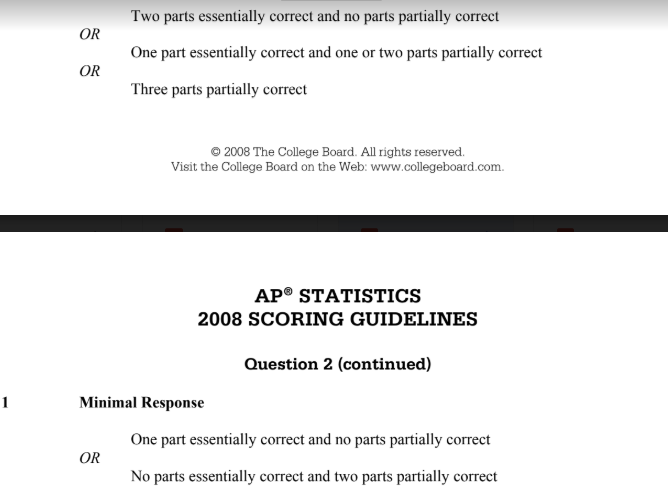 Two parts essentially correct and no parts partially correct
OR
One part essentially correct and one or two parts partially correct
OR
Three parts partially correct
© 2008 The College Board. All rights reserved.
Visit the College Board on the Web: www.collegeboard.com.
AP® STATISTICS
2008 SCORING GUIDELINES
Question 2 (continued)
1 Minimal Response
One part essentially correct and no parts partially correct
OR
No parts essentially correct and two parts partially correct